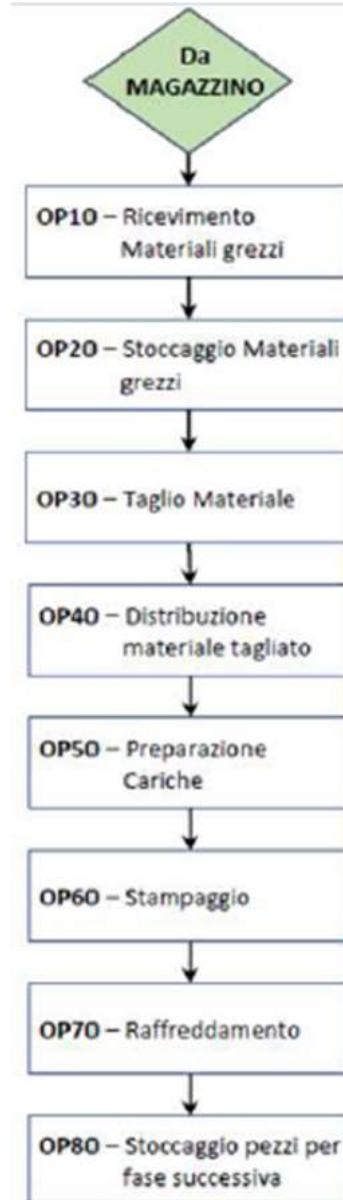 Da
MAGAZZINO
OP10 – Ricevimento
Materiali grezzi
OP20 – Stoccaggio Materiali
grezzi
OP30 – Taglio Materiale
OP40 – Distribuzione
materiale tagliato
OP50 – Preparazione
Cariche
OP60 – Stampaggio
OP70 – Raffreddamento
OP80 – Stoccaggio pezzi per
fase successiva